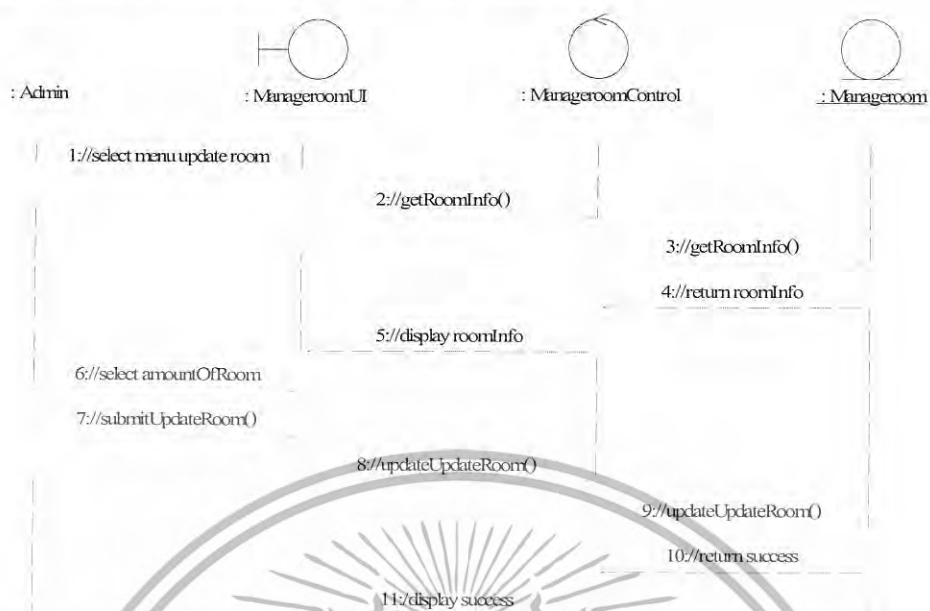 : Admin
: ManageroomUI
: ManageroomControl
: Manageroom
1://select menu update room
2://getRoomInfo()
3://getRoomInfo()
4://return roomInfo
5://display roomInfo
6://select amountOfRoom
7://submitUpdateRoom()
8://updateUpdateRoom()
9://updateUpdateRoom()
10://return success
11:/display success